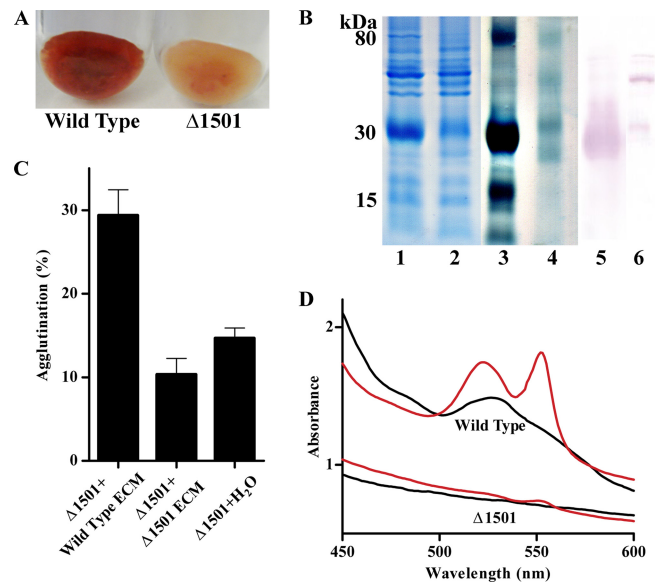 A
Wild Type
Δ1501
B
kDa
80
30
15
1
2
3
4
5
6
C
Agglutination (%)
30
20
10
0
Δ1501+
Wild Type ECM
Δ1501+
Δ1501 ECM
Δ1501+H₂O
D
Absorbance
2
1
Wild Type
Δ1501
450
500
550
600
Wavelength (nm)